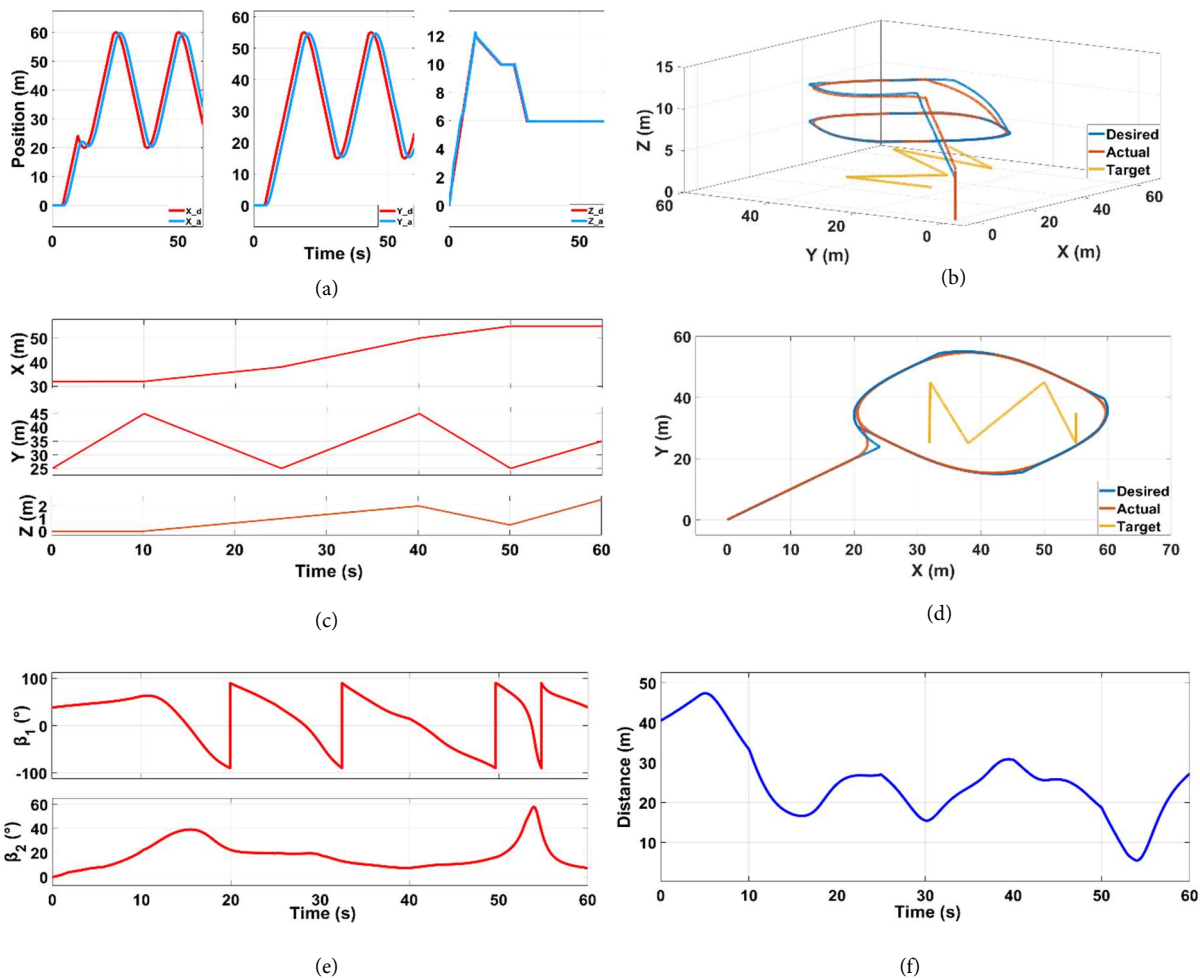 Position (m)
60
50
40
30
20
10
0
X_d
X_a
0
50
60
50
40
30
20
10
0
Y_d
Y_a
0
50
Time (s)
12
10
8
6
4
2
0
Z_d
Z_a
0
50
(a)
Z (m)
15
10
5
0
60
40
20
0
Y (m)
0
20
40
60
X (m)
Desired
Actual
Target
(b)
X (m)
50
40
30
Y (m)
45
35
25
Z (m)
2
1
0
0
10
20
30
40
50
60
Time (s)
(c)
Y (m)
60
40
20
0
0
10
20
30
40
50
60
70
X (m)
Desired
Actual
Target
(d)
β1 (°)
100
0
-100
β2 (°)
60
40
20
0
0
10
20
30
40
50
60
Time (s)
(e)
Distance (m)
50
40
30
20
10
0
10
20
30
40
50
60
Time (s)
(f)